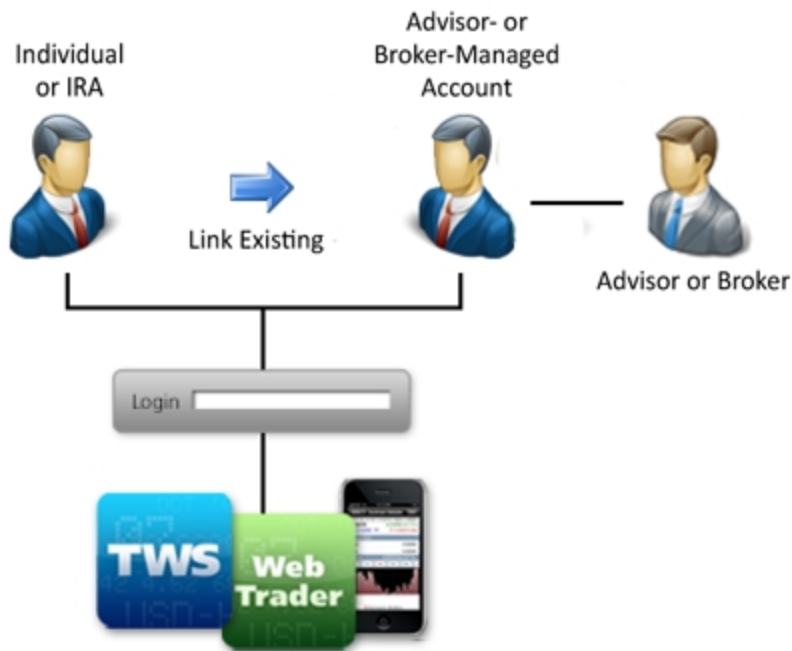 Individual
or IRA
Advisor- or
Broker-Managed
Account
Link Existing
Advisor or Broker
Login
TWS
Web
Trader